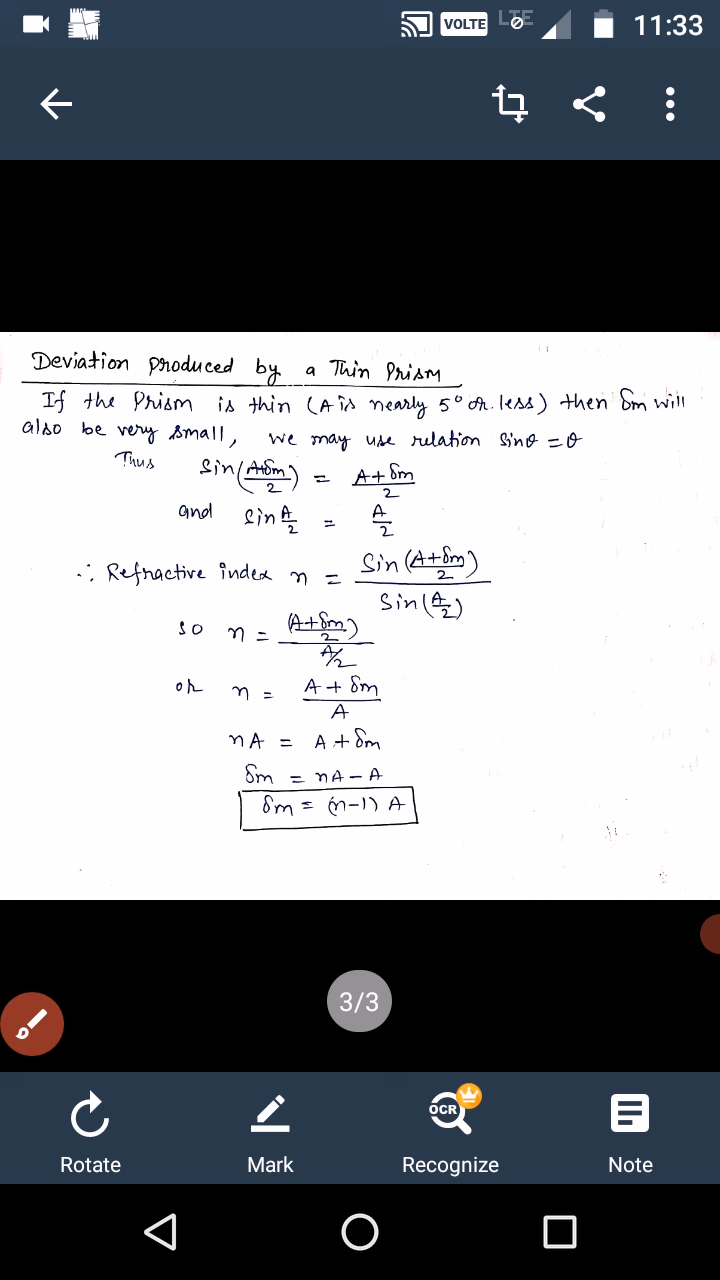 VOLTE LTE 11:33
Deviation produced by a Thin Prism
If the Prism is thin (A is nearly 5° or less) then δm will
also be very small, we may use relation sinθ = θ
Thus Sin((A+δm)/2) = (A+δm)/2
and Sin A/2 = A/2
∴ Refractive index n = Sin((A+δm)/2) / Sin(A/2)
so n = ((A+δm)/2) / (A/2)
or n = (A + δm)/A
nA = A + δm
δm = nA - A
δm = (n-1) A
3/3
OCR
Rotate Mark Recognize Note